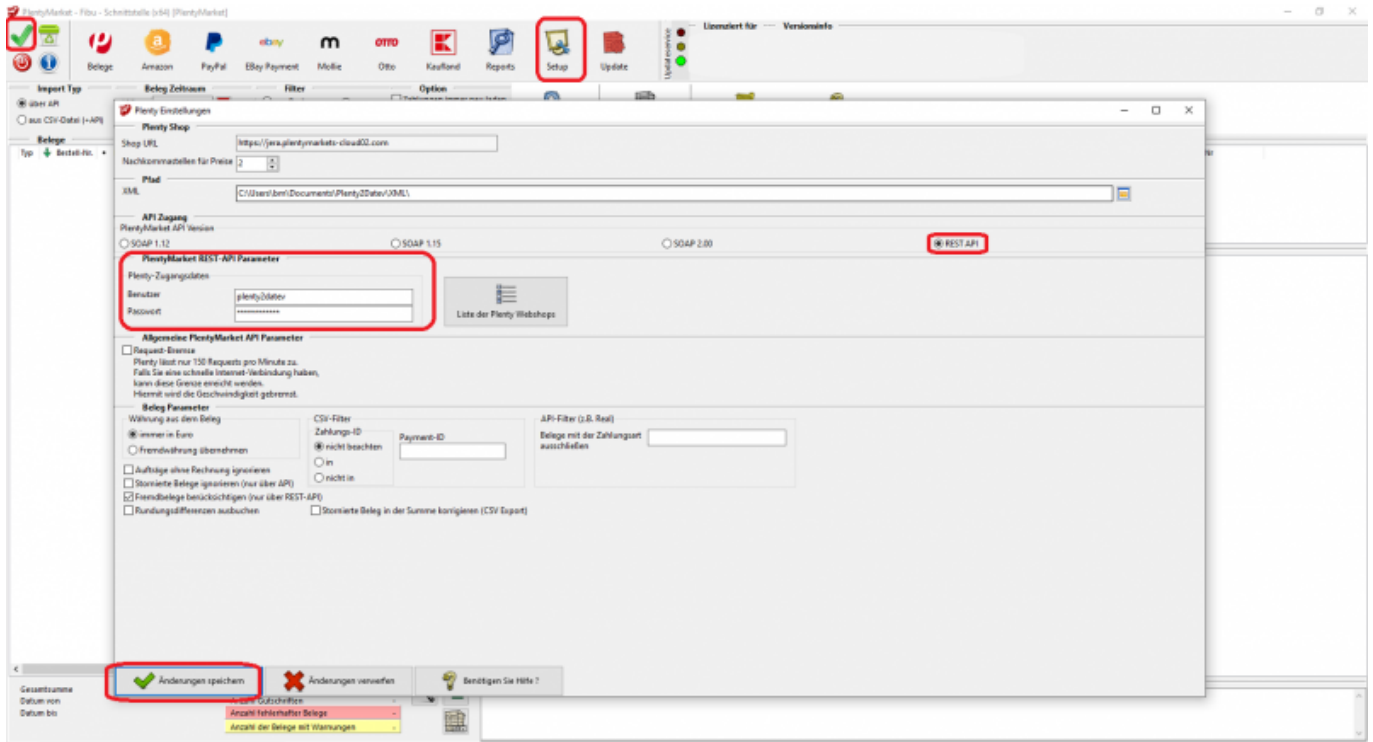 PlentyMarket - Fibu - Schnittstelle (x64) [PlentyMarket]
Lizenziert für
Versionsinfo
Belege
Amazon
PayPal
EBay Payment
Mollie
Otto
Kaufland
Reports
Setup
Update
Updateservice
Import Typ
Beleg Zeitraum
Filter
Option
über API
aus CSV-Datei (+API)
Belege
Typ
Bestell-Nr.
Plenty Einstellungen
Plenty Shop
Shop URL
https://jera.plentymarkets-cloud02.com
Nachkommastellen für Preise
2
Pfad
XML
C:\Users\bm\Documents\Plenty2Datev\XML\
API Zugang
PlentyMarket API Version
SOAP 1.12
SOAP 1.15
SOAP 2.00
REST API
PlentyMarket REST-API Parameter
Plenty-Zugangsdaten
Benutzer
plenty2datev
Passwort
Liste der Plenty Webshops
Allgemeine PlentyMarket API Parameter
Request-Bremse
Plenty lässt nur 150 Requests pro Minute zu.
Falls Sie eine schnelle Internet-Verbindung haben,
kann diese Grenze erreicht werden.
Hiermit wird die Geschwindigkeit gebremst.
Beleg Parameter
Währung aus dem Beleg
immer in Euro
Fremdwährung übernehmen
CSV-Filter
Zahlungs-ID
nicht beachten
in
nicht in
Payment-ID
API-Filter (z.B. Real)
Belege mit der Zahlungsart
ausschließen
Aufträge ohne Rechnung ignorieren
Stornierte Belege ignorieren (nur über API)
Fremdbelege berücksichtigen (nur über REST-API)
Rundungsdifferenzen ausbuchen
Stornierte Beleg in der Summe korrigieren (CSV Export)
Änderungen speichern
Änderungen verwerfen
Benötigen Sie Hilfe ?
Gesamtsumme
Datum von
Datum bis
Anzahl Gutschriften
Anzahl fehlerhafter Belege
Anzahl der Belege mit Warnungen